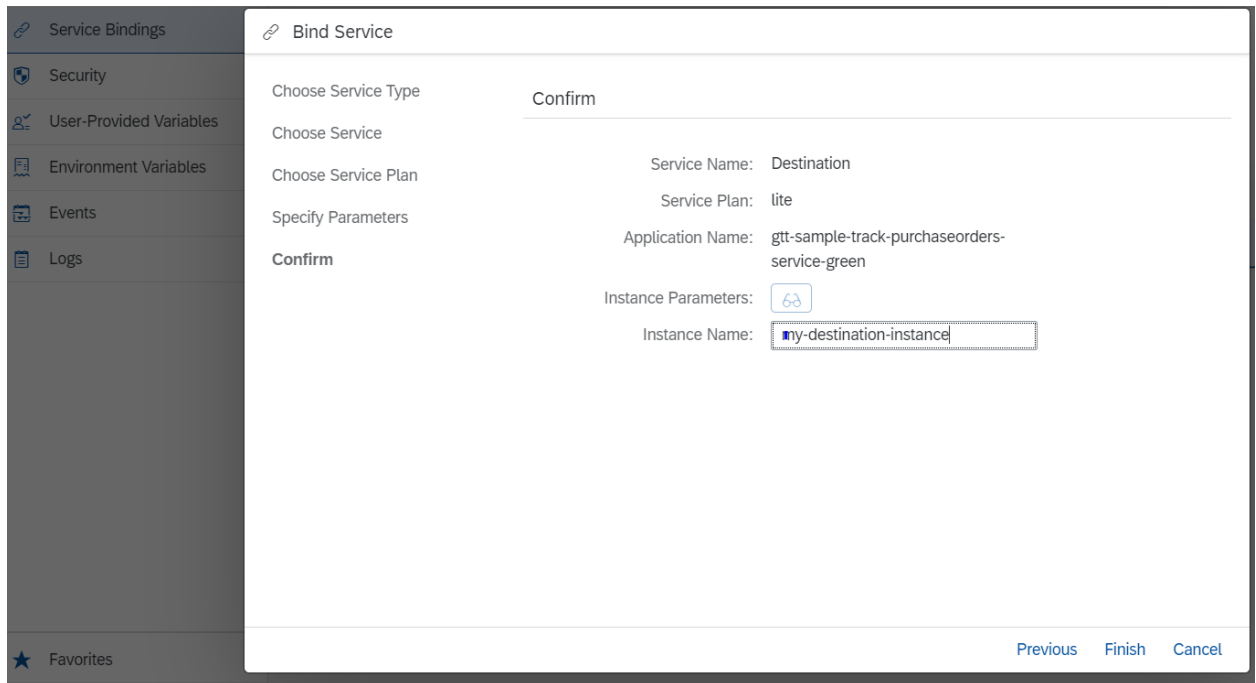 Service Bindings
Security
User-Provided Variables
Environment Variables
Events
Logs
Favorites
Bind Service
Choose Service Type
Choose Service
Choose Service Plan
Specify Parameters
Confirm
Confirm
Service Name: Destination
Service Plan: lite
Application Name: gtt-sample-track-purchaseorders-
service-green
Instance Parameters:
Instance Name: my-destination-instance
Previous Finish Cancel